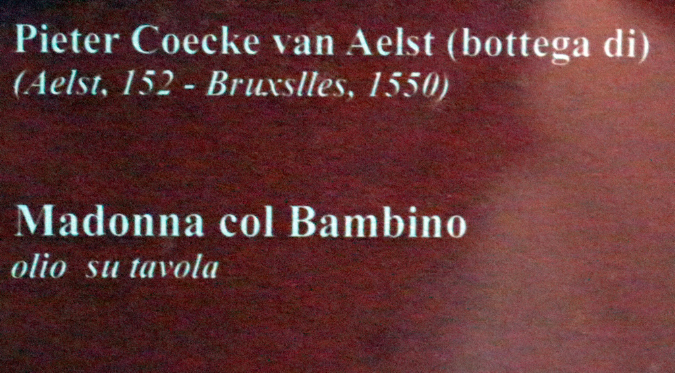 Pieter Coecke van Aelst (bottega di)
(Aelst, 152 - Bruxslles, 1550)
Madonna col Bambino
olio su tavola